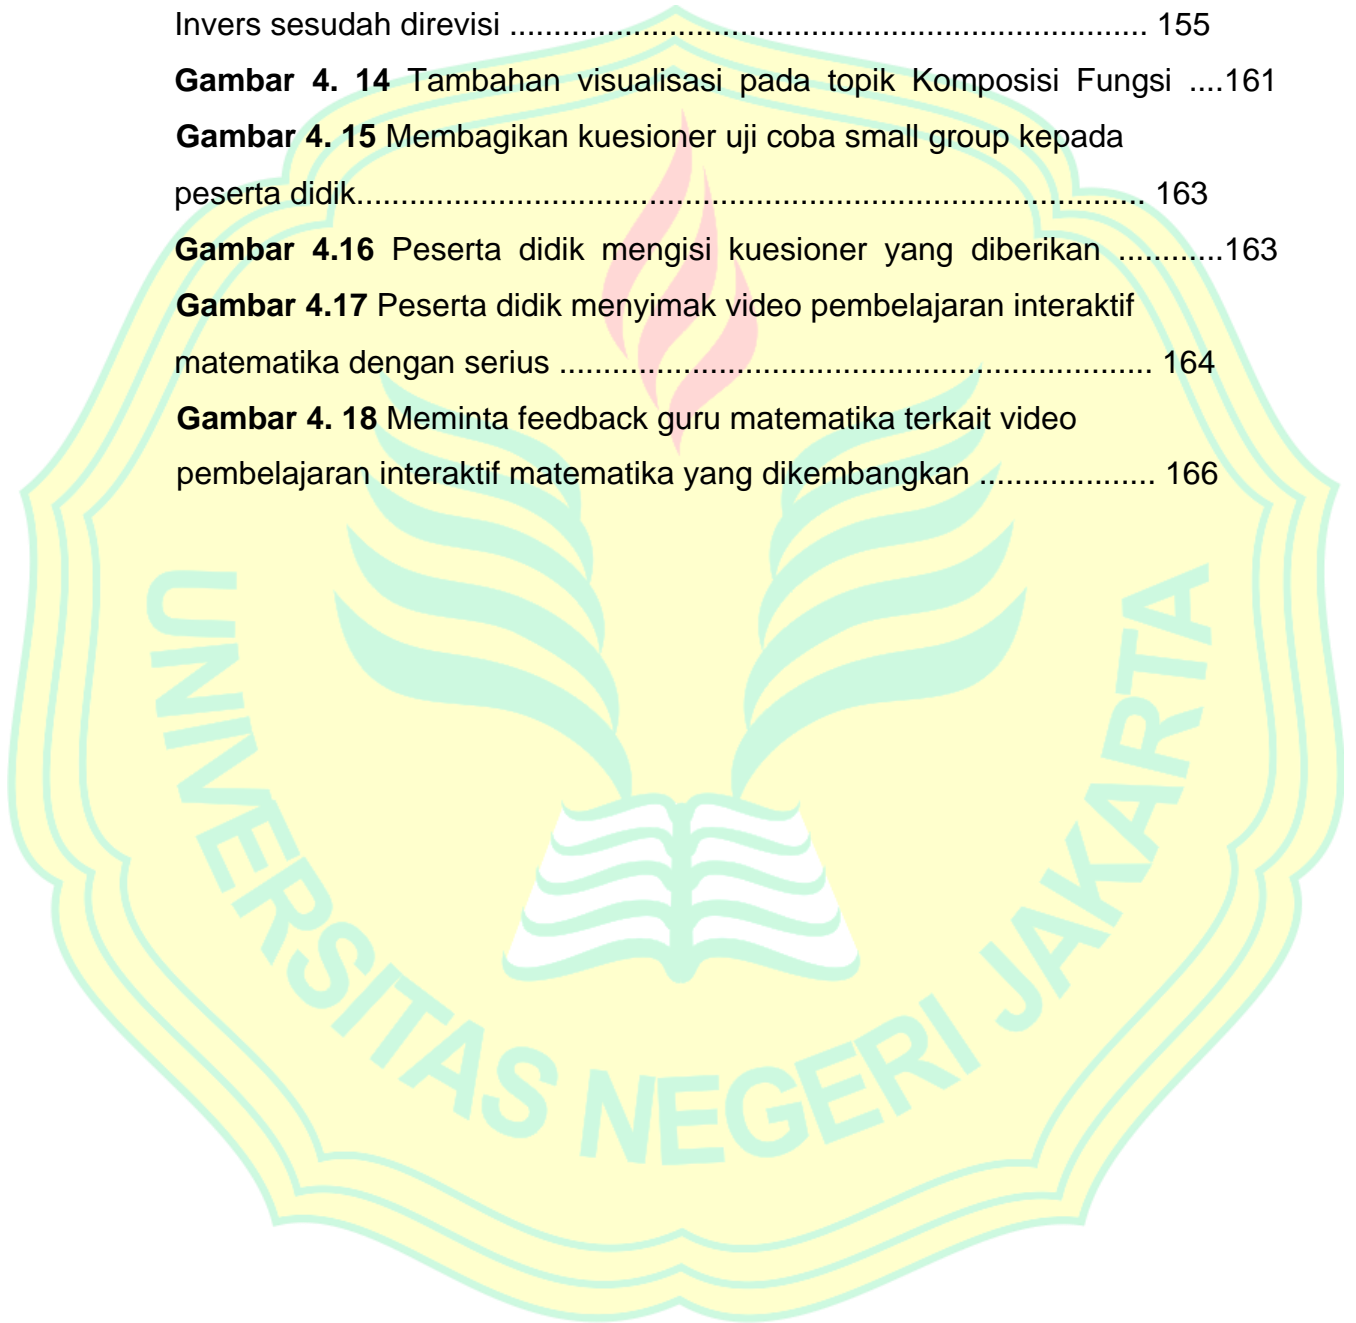 Invers sesudah direvisi ........................................................................ 155
Gambar 4. 14 Tambahan visualisasi pada topik Komposisi Fungsi ....161
Gambar 4. 15 Membagikan kuesioner uji coba small group kepada
peserta didik......................................................................................... 163
Gambar 4.16 Peserta didik mengisi kuesioner yang diberikan ............163
Gambar 4.17 Peserta didik menyimak video pembelajaran interaktif
matematika dengan serius ................................................................... 164
Gambar 4. 18 Meminta feedback guru matematika terkait video
pembelajaran interaktif matematika yang dikembangkan .................... 166
UNIVERSITAS NEGERI JAKARTA